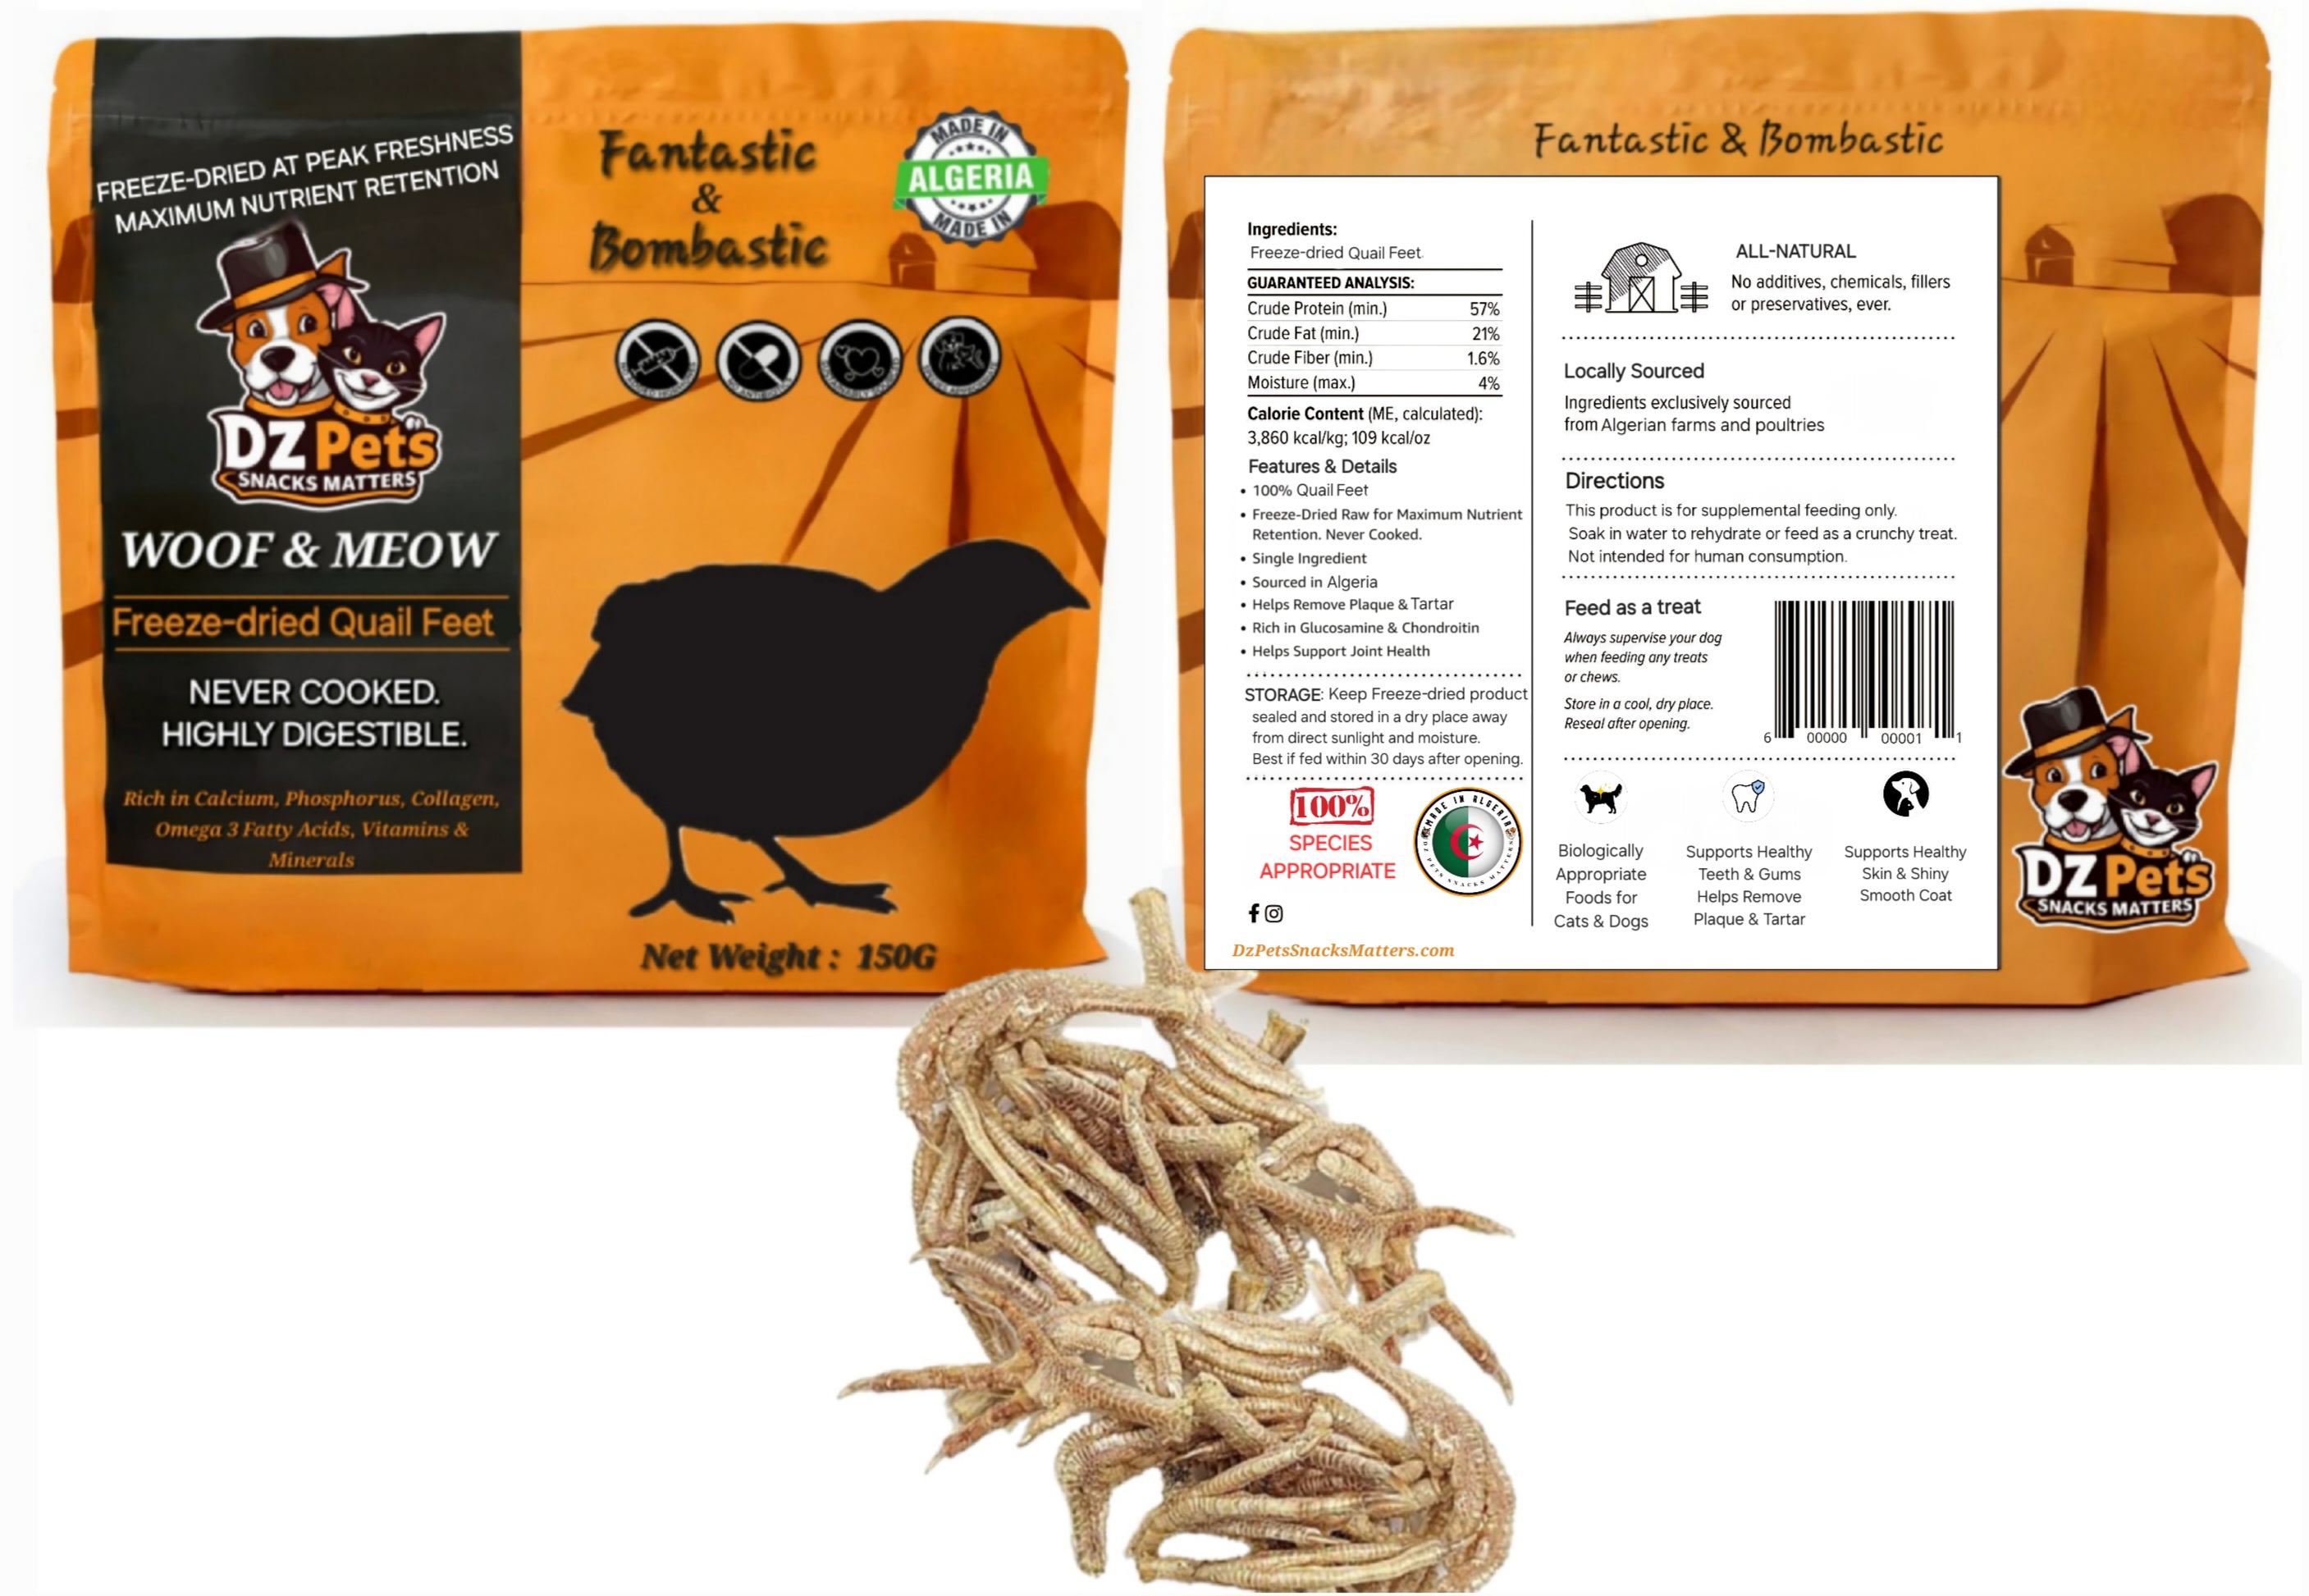 FREEZE-DRIED AT PEAK FRESHNESS
MAXIMUM NUTRIENT RETENTION
DZ Pets
SNACKS MATTERS
WOOF & MEOW
Freeze-dried Quail Feet
NEVER COOKED.
HIGHLY DIGESTIBLE.
Rich in Calcium, Phosphorus, Collagen,
Omega 3 Fatty Acids, Vitamins &
Minerals
Fantastic
&
Bombastic
MADE IN
ALGERIA
MADE IN
Net Weight : 150G
Fantastic & Bombastic
Ingredients:
Freeze-dried Quail Feet.
GUARANTEED ANALYSIS:
Crude Protein (min.) 57%
Crude Fat (min.) 21%
Crude Fiber (min.) 1.6%
Moisture (max.) 4%
Calorie Content (ME, calculated):
3,860 kcal/kg; 109 kcal/oz
Features & Details
• 100% Quail Feet
• Freeze-Dried Raw for Maximum Nutrient
Retention. Never Cooked.
• Single Ingredient
• Sourced in Algeria
• Helps Remove Plaque & Tartar
• Rich in Glucosamine & Chondroitin
• Helps Support Joint Health
STORAGE: Keep Freeze-dried product
sealed and stored in a dry place away
from direct sunlight and moisture.
Best if fed within 30 days after opening.
100%
SPECIES
APPROPRIATE
MADE IN ALGERIA
DZ PETS SNACKS MATTERS
DzPetsSnacksMatters.com
ALL-NATURAL
No additives, chemicals, fillers
or preservatives, ever.
Locally Sourced
Ingredients exclusively sourced
from Algerian farms and poultries
Directions
This product is for supplemental feeding only.
Soak in water to rehydrate or feed as a crunchy treat.
Not intended for human consumption.
Feed as a treat
Always supervise your dog
when feeding any treats
or chews.
Store in a cool, dry place.
Reseal after opening.
6 00000 00001 1
Biologically
Appropriate
Foods for
Cats & Dogs
Supports Healthy
Teeth & Gums
Helps Remove
Plaque & Tartar
Supports Healthy
Skin & Shiny
Smooth Coat
DZ Pets
SNACKS MATTERS